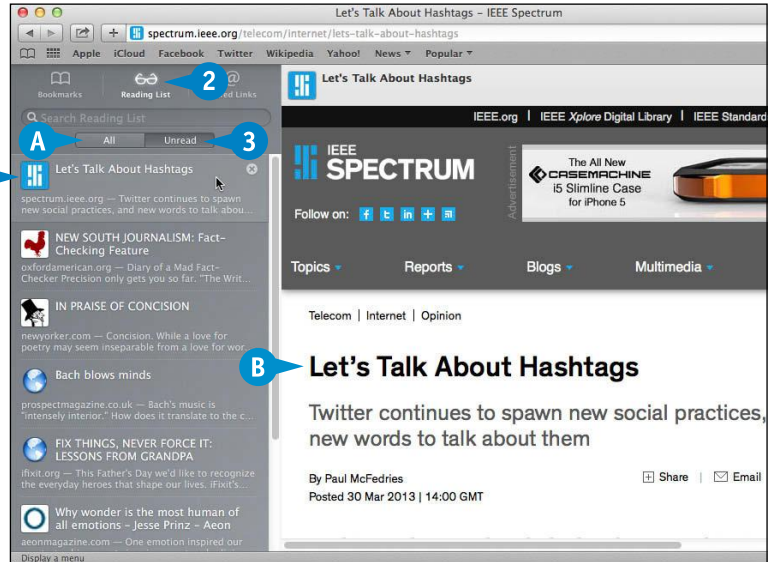 Let's Talk About Hashtags – IEEE Spectrum
spectrum.ieee.org/telecom/internet/lets-talk-about-hashtags
Apple iCloud Facebook Twitter Wikipedia Yahoo! News Popular
Bookmarks Reading List
2
Search Reading List
A
All Unread
3
Let's Talk About Hashtags
spectrum.ieee.org — Twitter continues to spawn
new social practices, and new words to talk abou...
NEW SOUTH JOURNALISM: Fact-
Checking Feature
oxfordamerican.org — Diary of a Mad Fact-
Checker Precision only gets you so far. "The Writ...
IN PRAISE OF CONCISION
newyorker.com — Concision. While a love for
poetry may seem inseparable from a love for wor...
Bach blows minds
prospectmagazine.co.uk — Bach's music is
"intensely interior." How does it translate to the c...
FIX THINGS, NEVER FORCE IT:
LESSONS FROM GRANDPA
ifixit.org — This Father's Day we'd like to recognize
the everyday heroes that shape our lives. iFixit's...
Why wonder is the most human of
all emotions – Jesse Prinz – Aeon
aeonmagazine.com — One emotion inspired our
Display a menu
Let's Talk About Hashtags
IEEE.org | IEEE Xplore Digital Library | IEEE Standard
IEEE
SPECTRUM
Follow on:
Advertisement
CASEMACHINE
The All New
i5 Slimline Case
for iPhone 5
Topics Reports Blogs Multimedia
Telecom | Internet | Opinion
B
Let's Talk About Hashtags
Twitter continues to spawn new social practices,
new words to talk about them
By Paul McFedries
Share | Email
Posted 30 Mar 2013 | 14:00 GMT